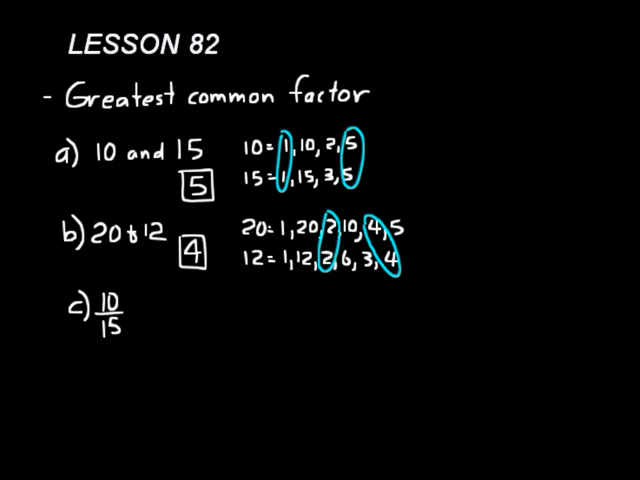 LESSON 82
- Greatest common factor
a) 10 and 15
5
10 = 1, 10, 2, 5
15 = 1, 15, 3, 5
b) 20 & 12
4
20 = 1, 20, 2, 10, 4, 5
12 = 1, 12, 2, 6, 3, 4
c) 10
15